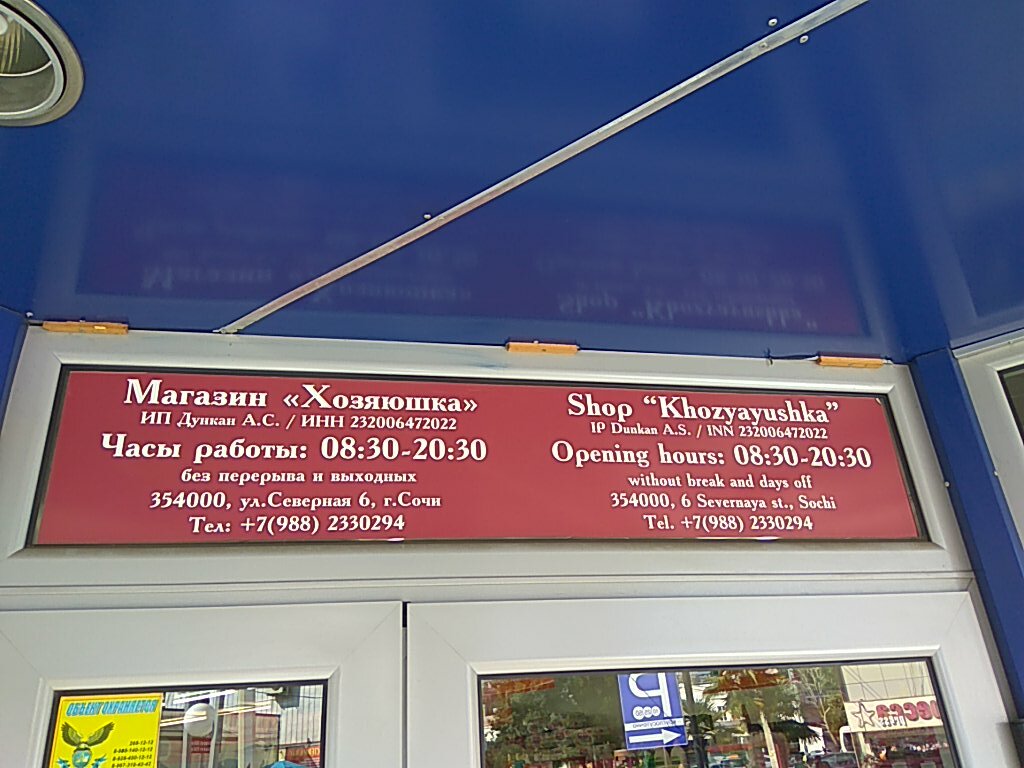 Магазин «Хозяюшка»
ИП Дункан А.С. / ИНН 232006472022
Часы работы: 08:30-20:30
без перерыва и выходных
354000, ул.Северная 6, г.Сочи
Тел: +7(988) 2330294
Shop "Khozyayushka"
IP Dunkan A.S. / INN 232006472022
Opening hours: 08:30-20:30
without break and days off
354000, 6 Severnaya st., Sochi
Tel. +7(988) 2330294
ОБЪЕКТ ОХРАНЯЕТСЯ